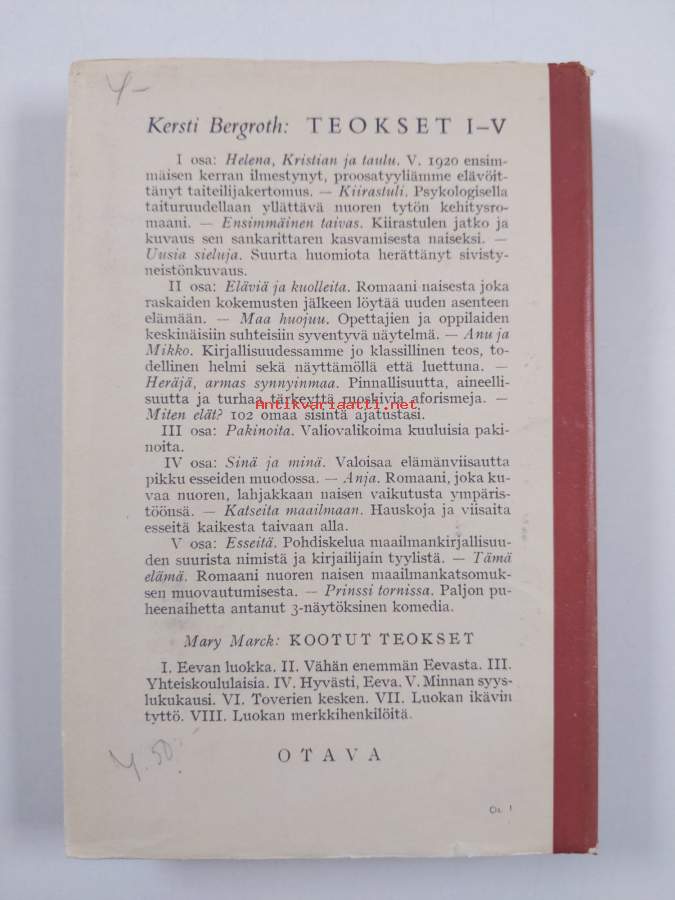 4-
Kersti Bergroth: TEOKSET I–V
I osa: Helena, Kristian ja taulu. V. 1920 ensim-
mäisen kerran ilmestynyt, proosatyyliämme elävöit-
tänyt taiteilijakertomus. — Kiirastuli. Psykologisella
taituruudellaan yllättävä nuoren tytön kehitysro-
maani. — Ensimmäinen taivas. Kiirastulen jatko ja
kuvaus sen sankarittaren kasvamisesta naiseksi. —
Uusia sieluja. Suurta huomiota herättänyt sivisty-
neistönkuvaus.
II osa: Eläviä ja kuolleita. Romaani naisesta joka
raskaiden kokemusten jälkeen löytää uuden asenteen
elämään. — Maa huojuu. Opettajien ja oppilaiden
keskinäisiin suhteisiin syventyvä näytelmä. — Anu ja
Mikko. Kirjallisuudessamme jo klassillinen teos, to-
dellinen helmi sekä näyttämöllä että luettuna. —
Heräjä, armas synnyinmaa. Pinnallisuutta, aineelli-
suutta ja turhaa tärkeyttä ruoskivia aforismeja. —
Antikvariaatti.net
Miten elät? 102 omaa sisintä ajatustasi.
III osa: Pakinoita. Valiovalikoima kuuluisia paki-
noita.
IV osa: Sinä ja minä. Valoisaa elämänviisautta
pikku esseiden muodossa. — Anja. Romaani, joka ku-
vaa nuoren, lahjakkaan naisen vaikutusta ympäris-
töönsä. — Katseita maailmaan. Hauskoja ja viisaita
esseitä kaikesta taivaan alla.
V osa: Esseitä. Pohdiskelua maailmankirjallisuu-
den suurista nimistä ja kirjailijain tyylistä. — Tämä
elämä. Romaani nuoren naisen maailmankatsomuk-
sen muovautumisesta. — Prinssi tornissa. Paljon pu-
heenaihetta antanut 3-näytöksinen komedia.
Mary Marck: KOOTUT TEOKSET
I. Eevan luokka. II. Vähän enemmän Eevasta. III.
Yhteiskoululaisia. IV. Hyvästi, Eeva. V. Minnan syys-
lukukausi. VI. Toverien kesken. VII. Luokan ikävin
tyttö. VIII. Luokan merkkihenkilöitä.
4.50
OTAVA